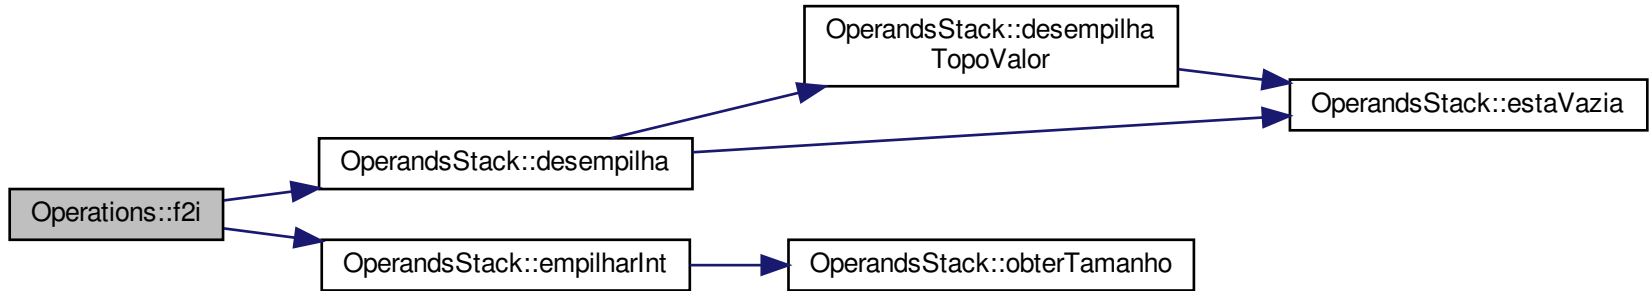 Operations::f2i
OperandsStack::desempilha
OperandsStack::desempilha
TopoValor
OperandsStack::estaVazia
OperandsStack::empilharInt
OperandsStack::obterTamanho